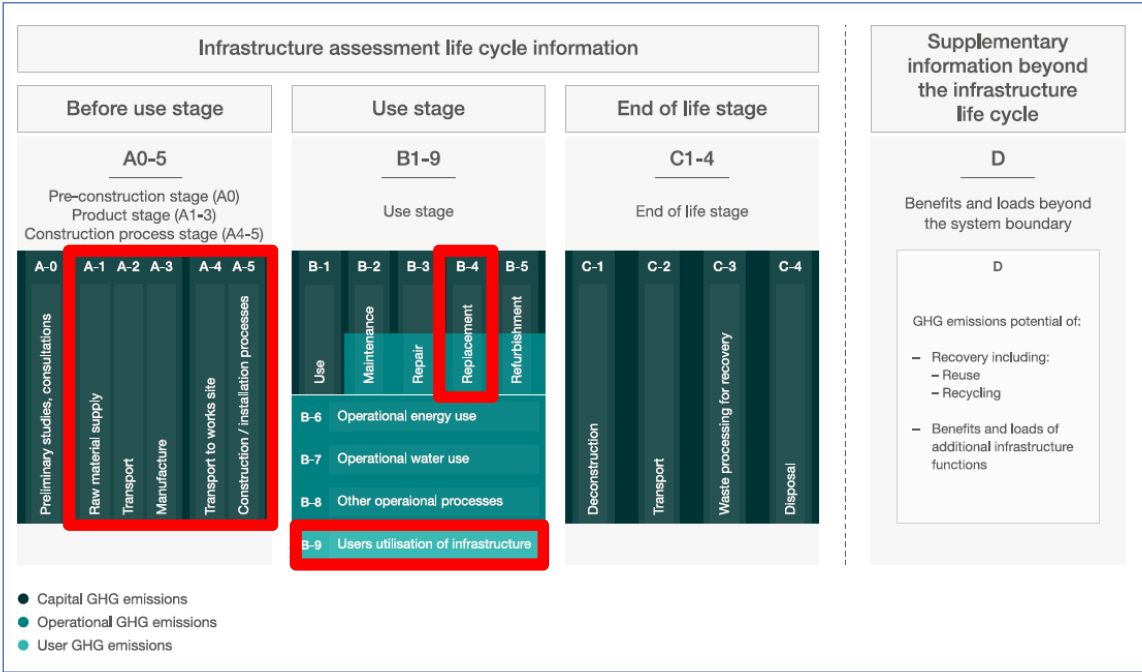 Infrastructure assessment life cycle information
Supplementary
information beyond
the infrastructure
life cycle
Before use stage
Use stage
End of life stage
A0-5
Pre-construction stage (A0)
Product stage (A1-3)
Construction process stage (A4-5)
B1-9
Use stage
C1-4
End of life stage
D
Benefits and loads beyond
the system boundary
A-0
A-1
A-2
A-3
A-4
A-5
Preliminary studies, consultations
Raw material supply
Transport
Manufacture
Transport to works site
Construction / installation processes
B-1
B-2
B-3
B-4
B-5
Use
Maintenance
Repair
Replacement
Refurbishment
B-6 Operational energy use
B-7 Operational water use
B-8 Other operaional processes
B-9 Users utilisation of infrastructure
C-1
C-2
C-3
C-4
Deconstruction
Transport
Waste processing for recovery
Disposal
D
GHG emissions potential of:
– Recovery including:
– Reuse
– Recycling
– Benefits and loads of
additional infrastructure
functions
Capital GHG emissions
Operational GHG emissions
User GHG emissions